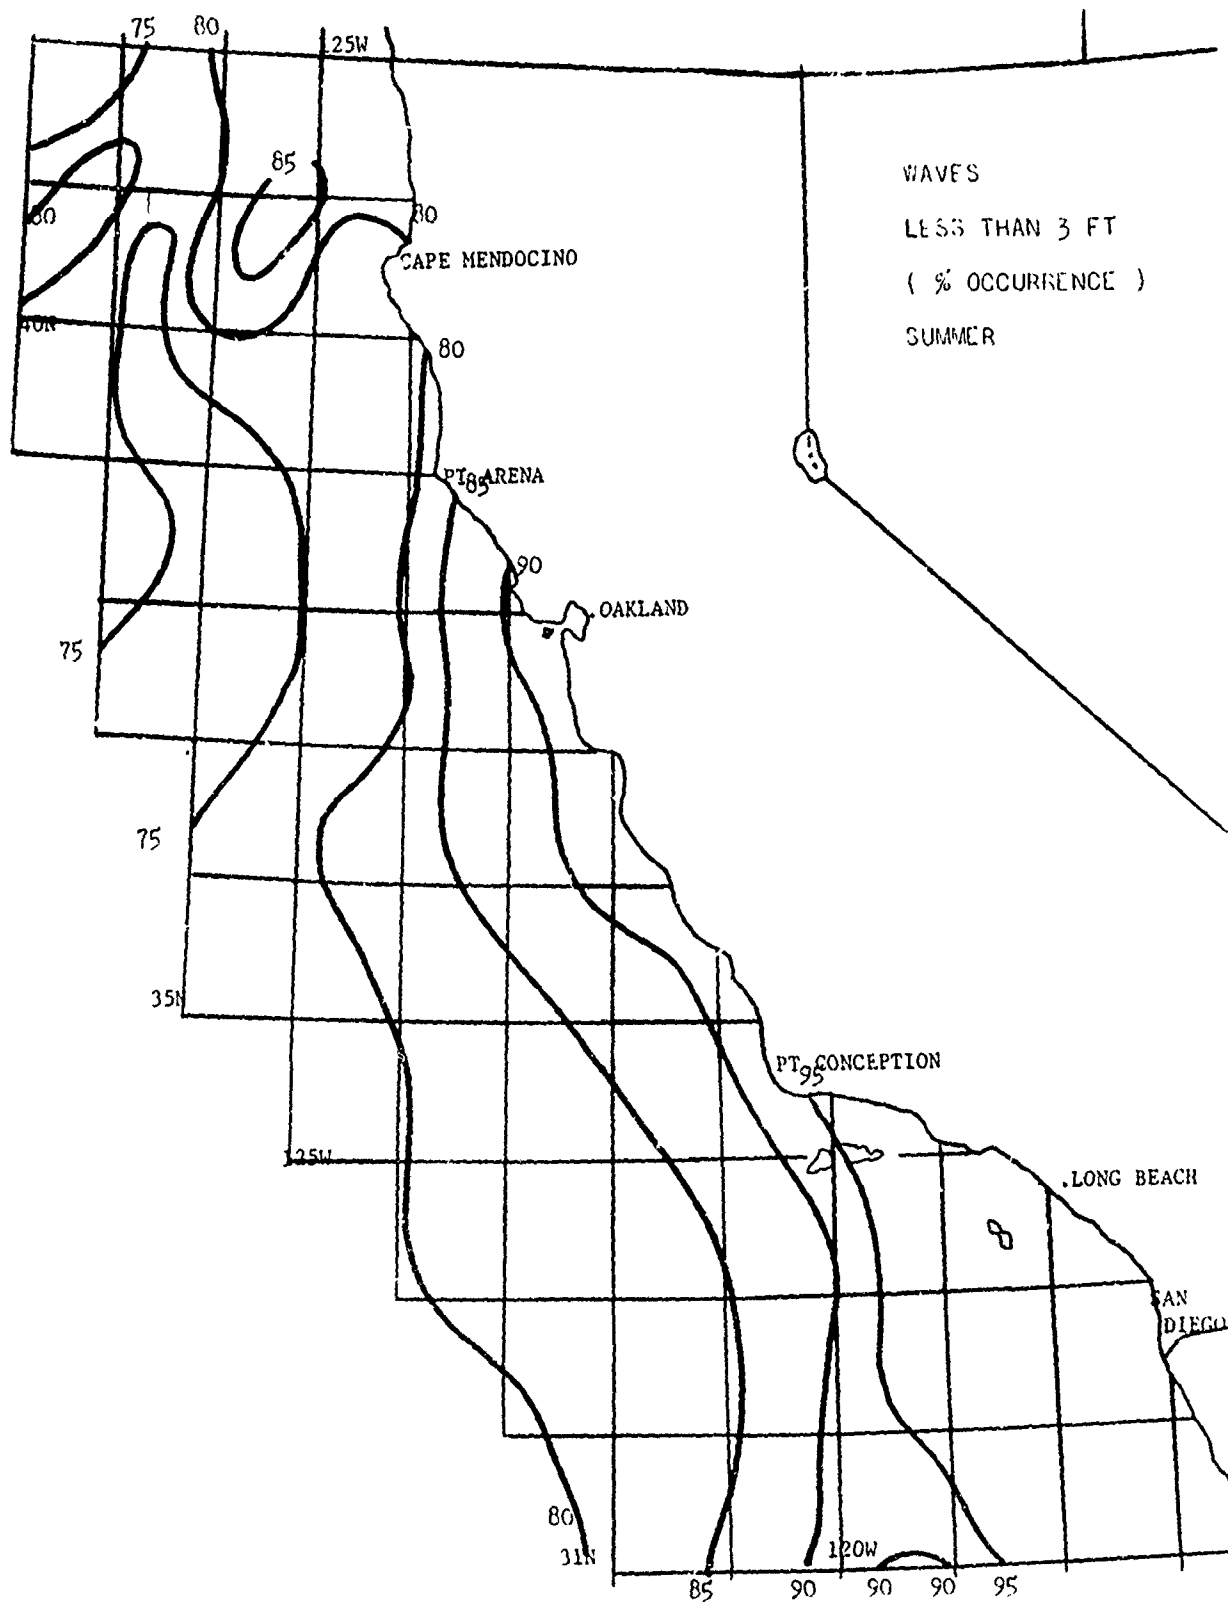 75 80
125W
WAVES
85
LESS THAN 3 FT
80 80
CAPE MENDOCINO
( % OCCURRENCE )
40N
SUMMER
80
PT. ARENA
85
90
.OAKLAND
75
75
35N
PT. CONCEPTION
95
125W
.LONG BEACH
SAN
DIEGO
80
31N
120W
85 90 90 90 95